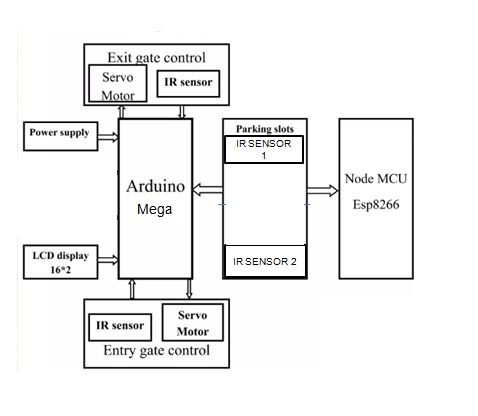 Exit gate control
Servo
Motor
IR sensor
Power supply
Parking slots
IR SENSOR
1
Arduino
Mega
Node MCU
Esp8266
LCD display
16*2
IR SENSOR 2
IR sensor
Servo
Motor
Entry gate control